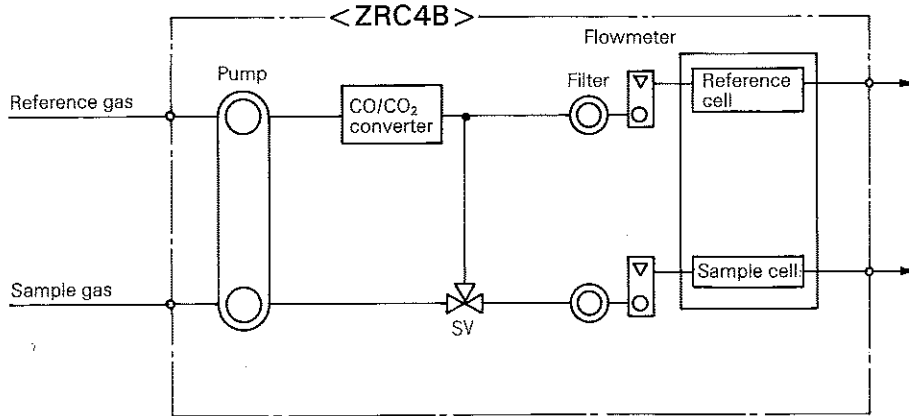 <ZRC4B>
Flowmeter
Pump
Filter
Reference
cell
Reference gas
CO/CO₂
converter
Sample gas
Sample cell
SV